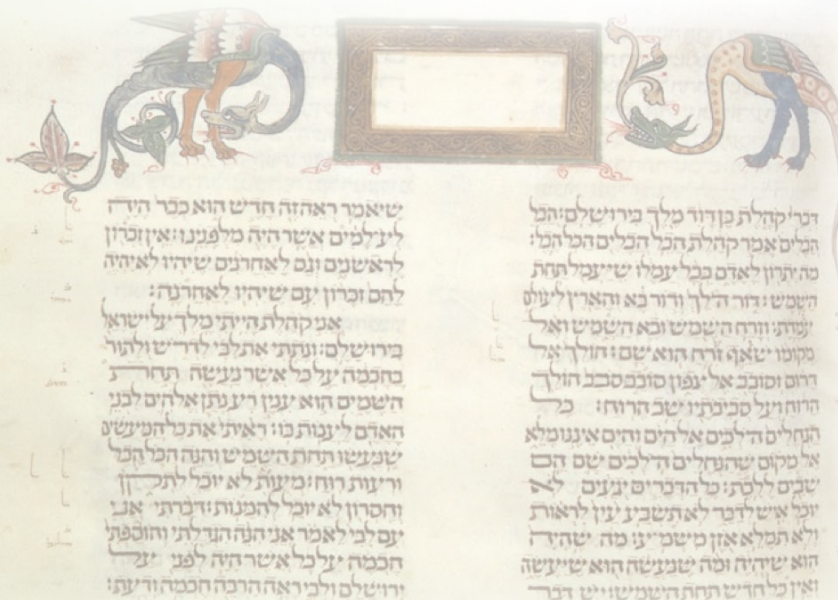 דברי קהלת בן דוד מלך בירושלם: הבל
הבלים אמר קהלת הבל הבלים הכל הבל:
מה יתרון לאדם בכל עמלו שיעמל תחת
השמש: דור הולך ודור בא והארץ לעולם
עמדת: וזרח השמש ובא השמש ואל
מקומו שואף זרח הוא שם: הולך אל
דרום וסובב אל צפון סובב סבב הולך
הרוח ועל סביבתיו שב הרוח: כל
הנחלים הלכים אל הים והים איננו מלא
אל מקום שהנחלים הלכים שם הם
שבים ללכת: כל הדברים יגעים לא
יוכל איש לדבר לא תשביע עין לראות
ולא תמלא אזן משמיע: מה שהיה
הוא שיהיה ומה שנעשה הוא שייעשה
ואין כל חדש תחת השמש: יש דבר
שיאמר ראה זה חדש הוא כבר היה
לעולמים אשר היה מלפנינו: אין זכרון
לראשנים וגם לאחרנים שיהיו לא יהיה
להם זכרון עם שיהיו לאחרנה:
אני קהלת הייתי מלך על ישראל
בירושלם: ונתתי את לבי לדריש ולתור
בחכמה על כל אשר נעשה תחת
השמים הוא ענין רע נתן אלהים לבני
האדם לענות בו: ראיתי את כל המעשים
שנעשו תחת השמש והנה הכל הבל
ורעות רוח: מעות לא יוכל לתקן
וחסרון לא יוכל להמנות: דברתי אני
עם לבי לאמר אני הנה הגדלתי והוספתי
חכמה על כל אשר היה לפני על
ירושלם ולבי ראה הרבה חכמה ודעת: